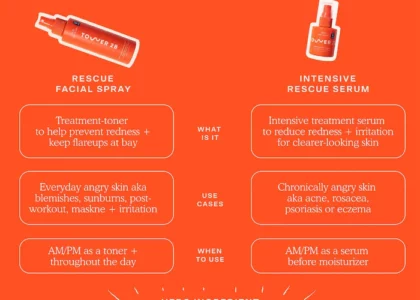 TOWER 28
RESCUE
FACIAL SPRAY
INTENSIVE
RESCUE SERUM
Treatment-toner
to help prevent redness +
keep flareups at bay
WHAT
IS IT
Intensive treatment serum
to reduce redness + irritation
for clearer-looking skin
Everyday angry skin aka
blemishes, sunburns, post-
workout, maskne + irritation
USE
CASES
Chronically angry skin
aka acne, rosacea,
psoriasis or eczema
AM/PM as a toner +
throughout the day
WHEN
TO USE
AM/PM as a serum
before moisturizer